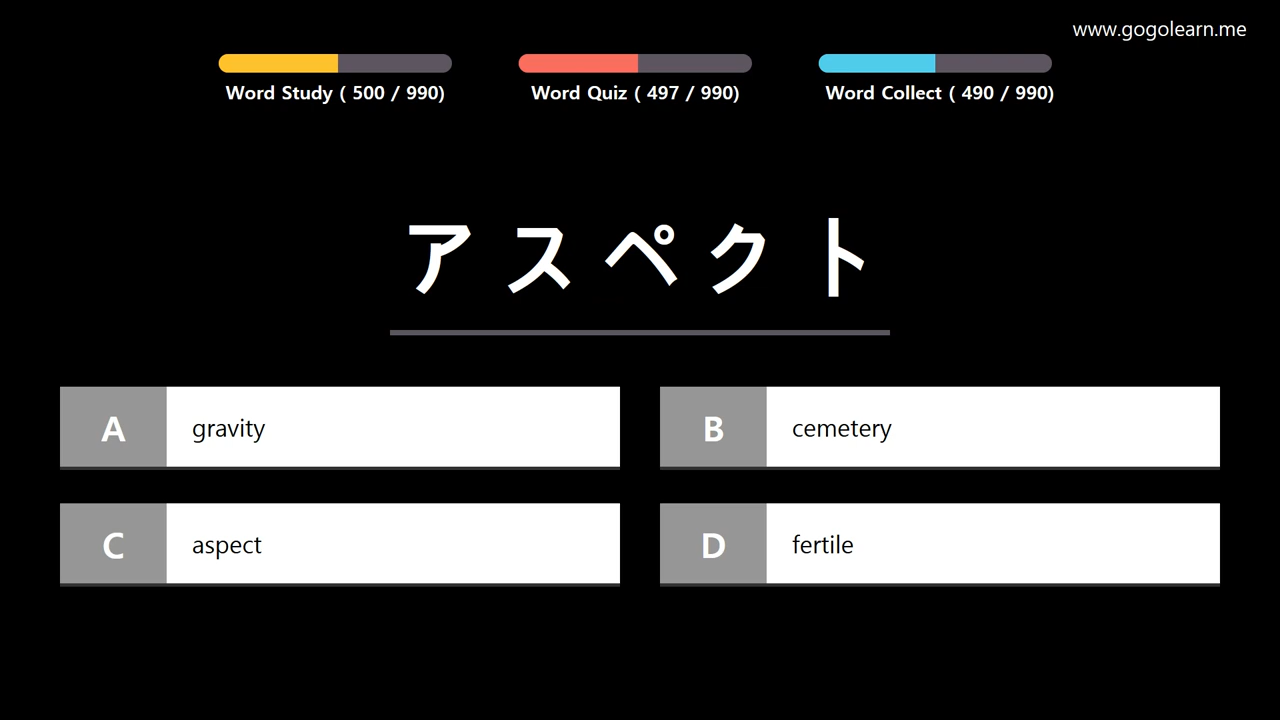 www.gogolearn.me
Word Study ( 500 / 990)
Word Quiz ( 497 / 990)
Word Collect ( 490 / 990)
アスペクト
A
gravity
B
cemetery
C
aspect
D
fertile